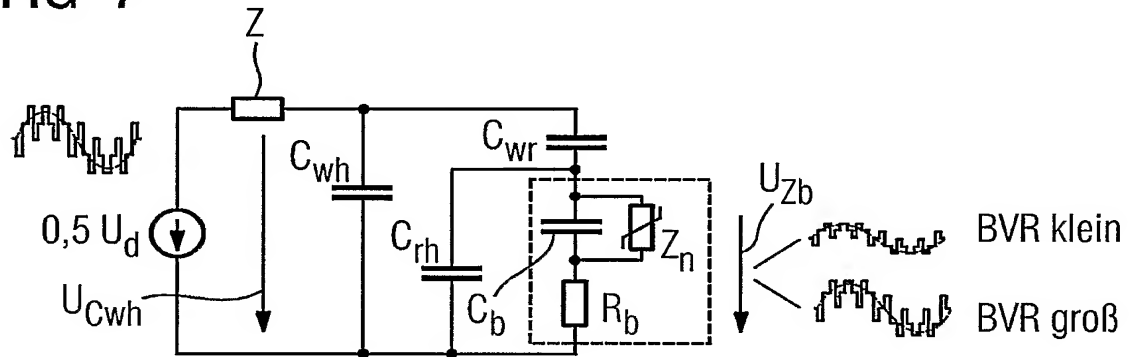 Z
C_wh
C_wr
0,5 U_d
C_rh
U_Cwh
C_b
Z_n
R_b
U_Zb
BVR klein
BVR groß